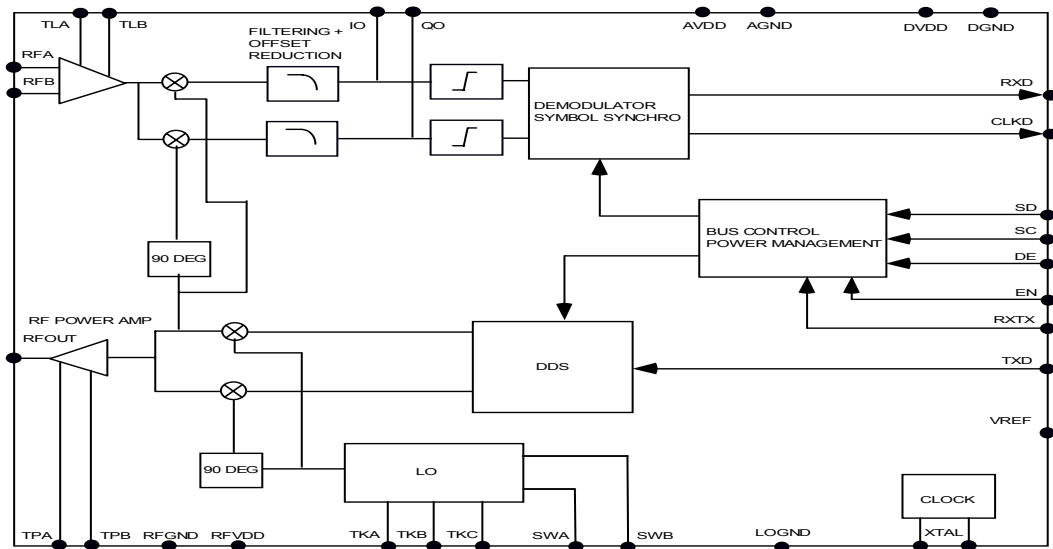 TLA
TLB
FILTERING +
OFFSET
REDUCTION
IO
QO
AVDD
AGND
DVDD
DGND
RFA
RFB
DEMODULATOR
SYMBOL SYNCHRO
RXD
CLKD
90 DEG
BUS CONTROL
POWER MANAGEMENT
SD
SC
DE
EN
RXTX
RF POWER AMP
RFOUT
DDS
TXD
VREF
90 DEG
LO
CLOCK
TPA
TPB
RFGND
RFVDD
TKA
TKB
TKC
SWA
SWB
LOGND
XTAL